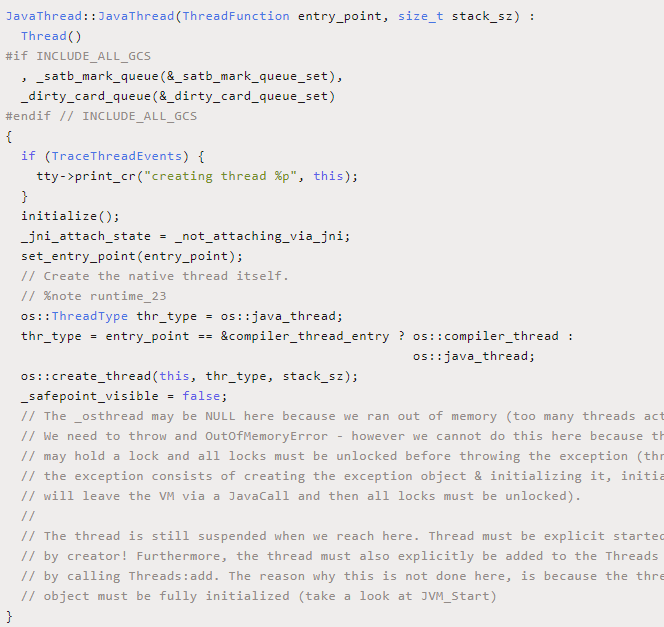 JavaThread::JavaThread(ThreadFunction entry_point, size_t stack_sz) :
  Thread()
#if INCLUDE_ALL_GCS
  , _satb_mark_queue(&_satb_mark_queue_set),
  _dirty_card_queue(&_dirty_card_queue_set)
#endif // INCLUDE_ALL_GCS
{
  if (TraceThreadEvents) {
    tty->print_cr("creating thread %p", this);
  }
  initialize();
  _jni_attach_state = _not_attaching_via_jni;
  set_entry_point(entry_point);
  // Create the native thread itself.
  // %note runtime_23
  os::ThreadType thr_type = os::java_thread;
  thr_type = entry_point == &compiler_thread_entry ? os::compiler_thread :
                                                     os::java_thread;
  os::create_thread(this, thr_type, stack_sz);
  _safepoint_visible = false;
  // The _osthread may be NULL here because we ran out of memory (too many threads act
  // We need to throw and OutOfMemoryError - however we cannot do this here because th
  // may hold a lock and all locks must be unlocked before throwing the exception (thr
  // the exception consists of creating the exception object & initializing it, initia
  // will leave the VM via a JavaCall and then all locks must be unlocked).
  //
  // The thread is still suspended when we reach here. Thread must be explicit started
  // by creator! Furthermore, the thread must also explicitly be added to the Threads
  // by calling Threads:add. The reason why this is not done here, is because the thre
  // object must be fully initialized (take a look at JVM_Start)
}